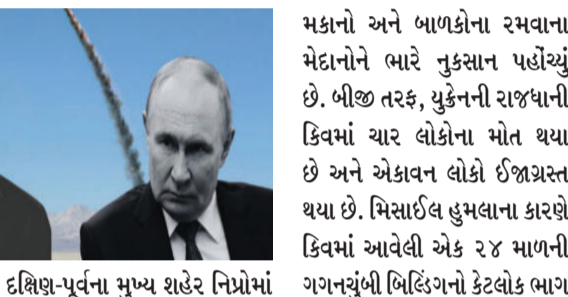 દક્ષિણ-પૂર્વના મુખ્ય શહેર નિપ્રોમાં
મકાનો અને બાળકોના રમવાના
મેદાનોને ભારે નુકસાન પહોંચ્યું
છે. બીજી તરફ, યુક્રેનની રાજધાની
કિવમાં ચાર લોકોના મોત થયા
છે અને એકાવન લોકો ઈજાગ્રસ્ત
થયા છે. મિસાઈલ હુમલાના કારણે
કિવમાં આવેલી એક ૨૪ માળની
ગગનચુંબી બિલ્ડિંગનો કેટલોક ભાગ